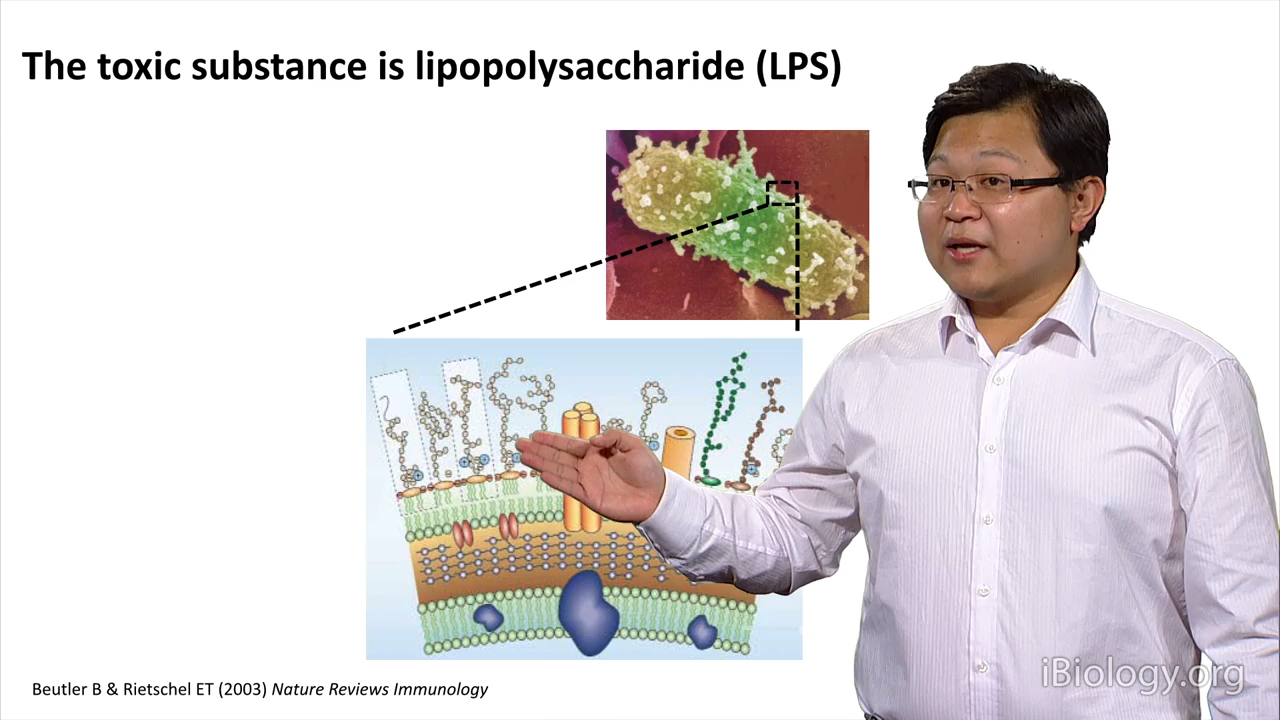 The toxic substance is lipopolysaccharide (LPS)
Beutler B & Rietschel ET (2003) Nature Reviews Immunology
iBiology.org